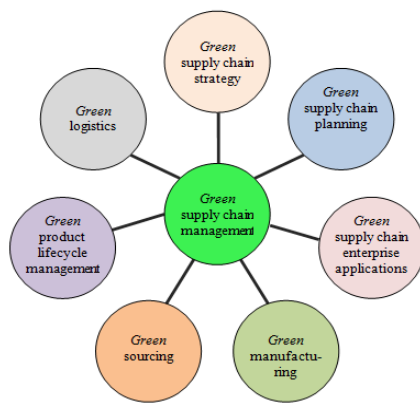 Green
supply chain
strategy
Green
supply chain
planning
Green
supply chain
enterprise
applications
Green
manufactu-
ring
Green
sourcing
Green
product
lifecycle
management
Green
logistics
Green
supply chain
management